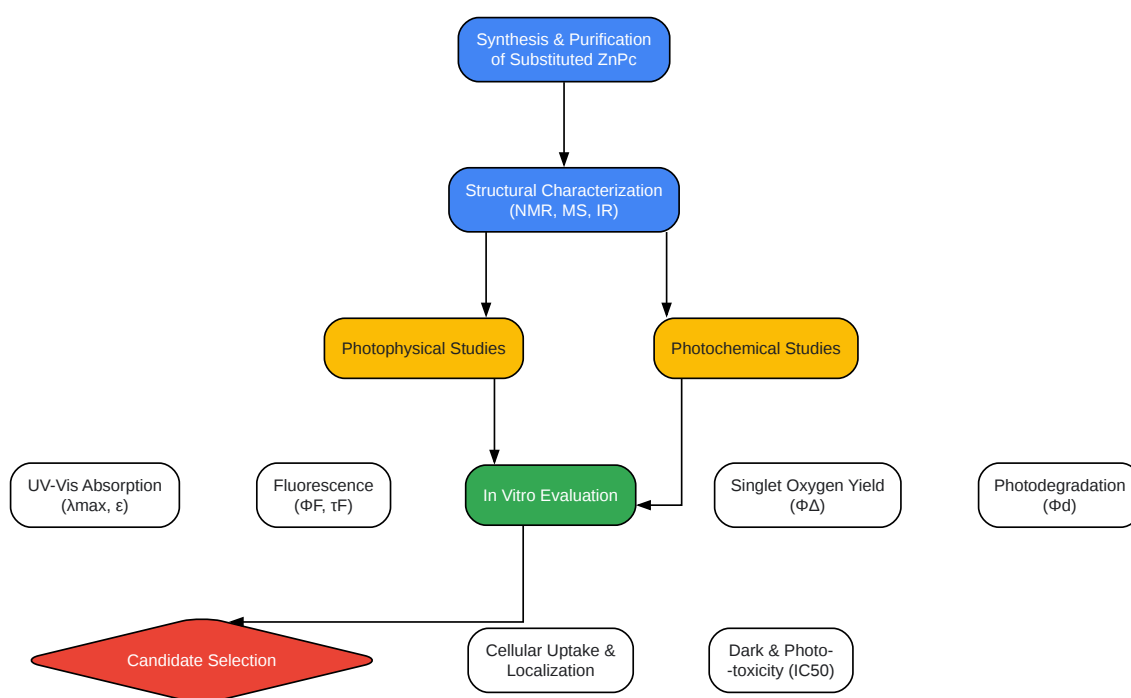 Synthesis & Purification
of Substituted ZnPc
Structural Characterization
(NMR, MS, IR)
Photophysical Studies
Photochemical Studies
UV-Vis Absorption
(λmax, ε)
Fluorescence
(ΦF, τF)
In Vitro Evaluation
Singlet Oxygen Yield
(ΦΔ)
Photodegradation
(Φd)
Candidate Selection
Cellular Uptake &
Localization
Dark & Photo-
-toxicity (IC50)